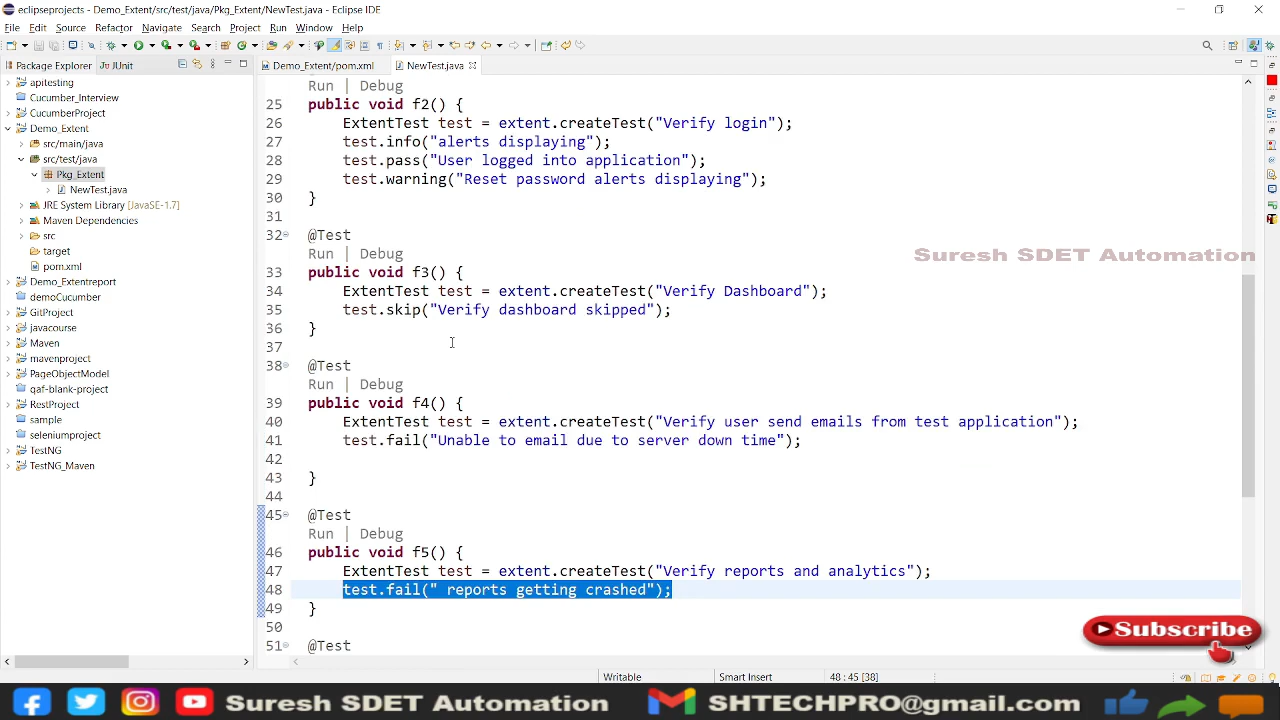 eclipseprojects - Demo_Extent/src/test/java/Pkg_Extent/NewTest.java - Eclipse IDE
File Edit Source Refactor Navigate Search Project Run Window Help
Package Explorer JUnit
Demo_Extent/pom.xml NewTest.java
apitesting
Cucumber_Interview
CucumberProject
Demo_Extent
src/main/java
src/test/java
Pkg_Extent
NewTest.java
JRE System Library [JavaSE-1.7]
Maven Dependencies
src
target
pom.xml
Demo_Extentreport
demoCucumber
GitProject
javacourse
Maven
mavenproject
PageObjectModel
qaf-blank-project
RestProject
sample
seleniumproject
TestNG
TestNG_Maven
Run | Debug
25 public void f2() {
26 ExtentTest test = extent.createTest("Verify login");
27 test.info("alerts displaying");
28 test.pass("User logged into application");
29 test.warning("Reset password alerts displaying");
30 }
31
32 @Test
Run | Debug
33 public void f3() {
34 ExtentTest test = extent.createTest("Verify Dashboard");
35 test.skip("Verify dashboard skipped");
36 }
37
38 @Test
Run | Debug
39 public void f4() {
40 ExtentTest test = extent.createTest("Verify user send emails from test application");
41 test.fail("Unable to email due to server down time");
42
43 }
44
45 @Test
Run | Debug
46 public void f5() {
47 ExtentTest test = extent.createTest("Verify reports and analytics");
48 test.fail(" reports getting crashed");
49 }
50
51 @Test
Suresh SDET Automation
Subscribe
Writable Smart Insert 48 : 45 [38]
Suresh SDET Automation SHTECHPRO@gmail.com